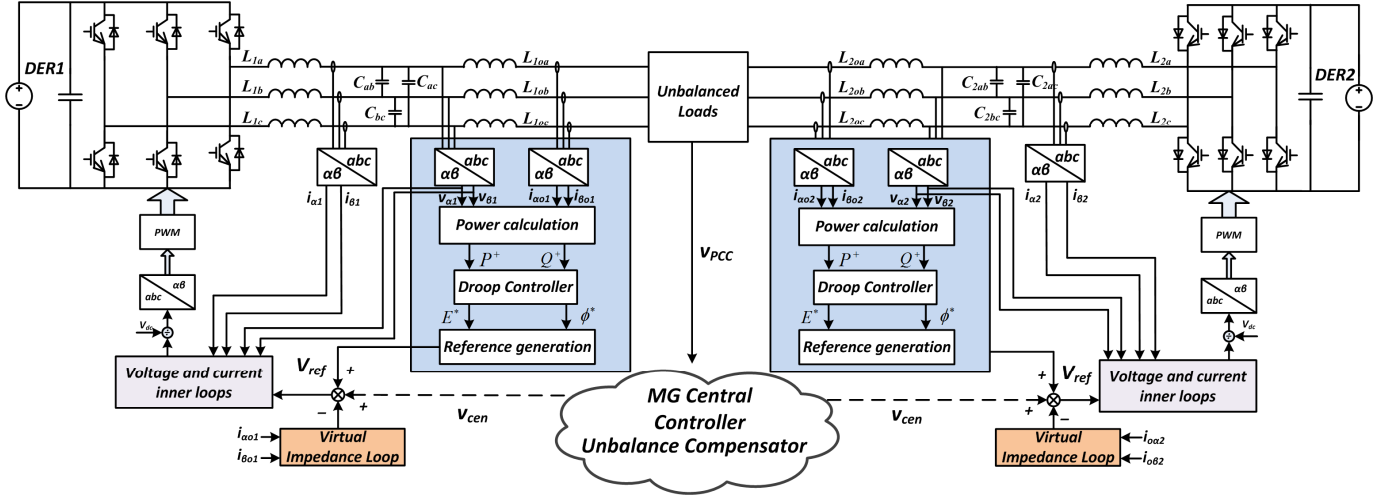 DER1
L1a
L1b
L1c
Cab
Cac
Cbc
L1oa
L1ob
L1oc
Unbalanced
Loads
L2oa
L2ob
L2oc
C2ab
C2ac
C2bc
L2a
L2b
L2c
DER2
abc
αβ
abc
αβ
abc
αβ
iα1
iβ1
vα1
vβ1
iαo1
iβo1
PWM
Power calculation
P+
Q+
αβ
abc
Droop Controller
Vdc
E*
ϕ*
Reference generation
Voltage and current
inner loops
Vref
+
+
−
iαo1
iβo1
Virtual
Impedance Loop
vcen
vPCC
MG Central
Controller
Unbalance Compensator
abc
αβ
abc
αβ
abc
αβ
iαo2
iβo2
vα2
vβ2
iα2
iβ2
Power calculation
P+
Q+
Droop Controller
E*
ϕ*
Reference generation
PWM
αβ
abc
Vdc
Voltage and current
inner loops
Vref
+
+
−
vcen
Virtual
Impedance Loop
ioα2
ioβ2